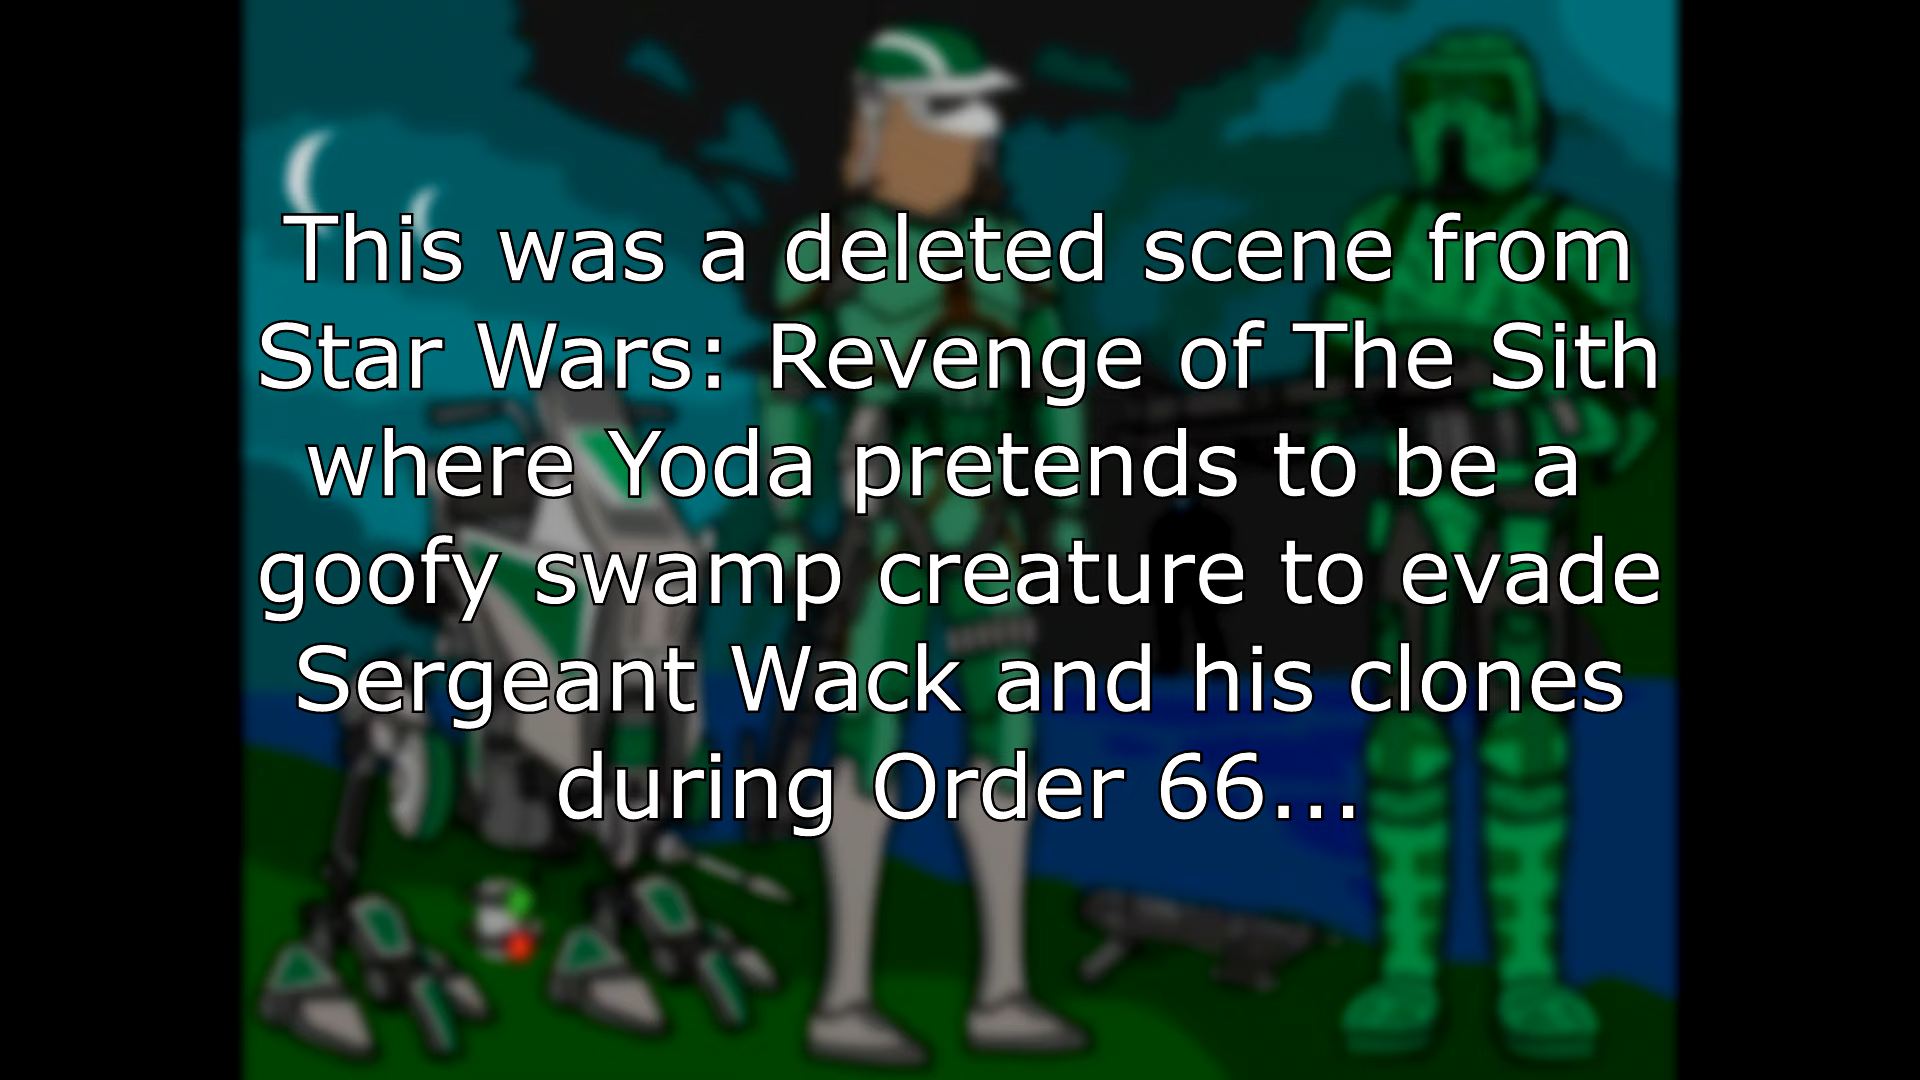 This was a deleted scene from
Star Wars: Revenge of The Sith
where Yoda pretends to be a
goofy swamp creature to evade
Sergeant Wack and his clones
during Order 66...